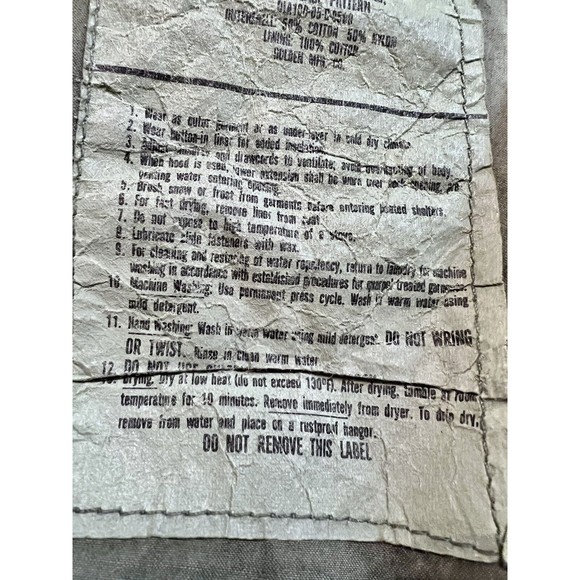 PATTERN
OUTERSHELL: 50% COTTON 50% NYLON
LINING: 100% COTTON
GOLDEN MFG. CO.
1. Wear as outer garment or as under-layer in cold dry climate.
2. Wear button-in liner for added insulation.
3. Adjust and drawcords to ventilate; avoid overheating of body.
4. When hood is used, lower extension shall be worn over opening, pre-
venting water entering opening.
5. Brush snow or frost from garments before entering heated shelters.
6. For fast drying, remove liner from coat.
7. Do not expose to high temperature of a stove.
8. Lubricate slide fasteners with wax.
9. For cleaning and restoring of water repellency, return to laundry for machine
washing in accordance with established procedures for quarpel treated garments.
10. Machine Washing: Use permanent press cycle. Wash in warm water using
mild detergent.
11. Hand Washing: Wash in warm water using mild detergent. DO NOT WRING
OR TWIST. Rinse in clean warm water.
12. DO NOT USE
Drying. Dry at low heat (do not exceed 130°F). After drying, tumble at room
temperature for 10 minutes. Remove immediately from dryer. To drip dry,
remove from water and place on a rustproof hanger.
DO NOT REMOVE THIS LABEL